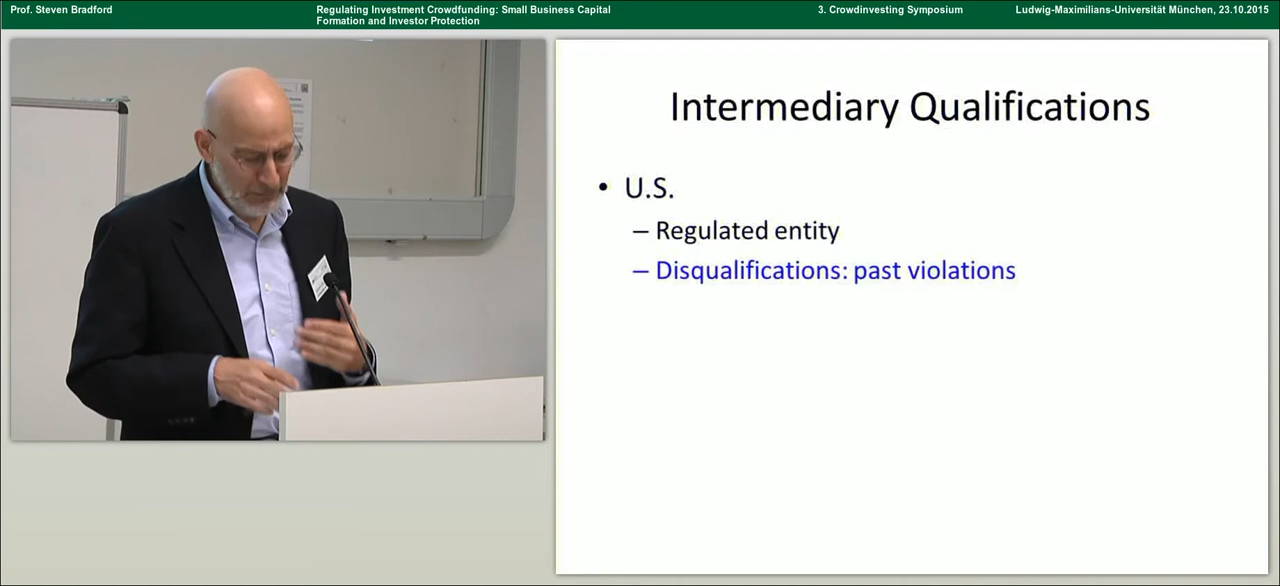 Prof. Steven Bradford
Regulating Investment Crowdfunding: Small Business Capital
Formation and Investor Protection
3. Crowdinvesting Symposium
Ludwig-Maximilians-Universität München, 23.10.2015
Intermediary Qualifications
• U.S.
– Regulated entity
– Disqualifications: past violations